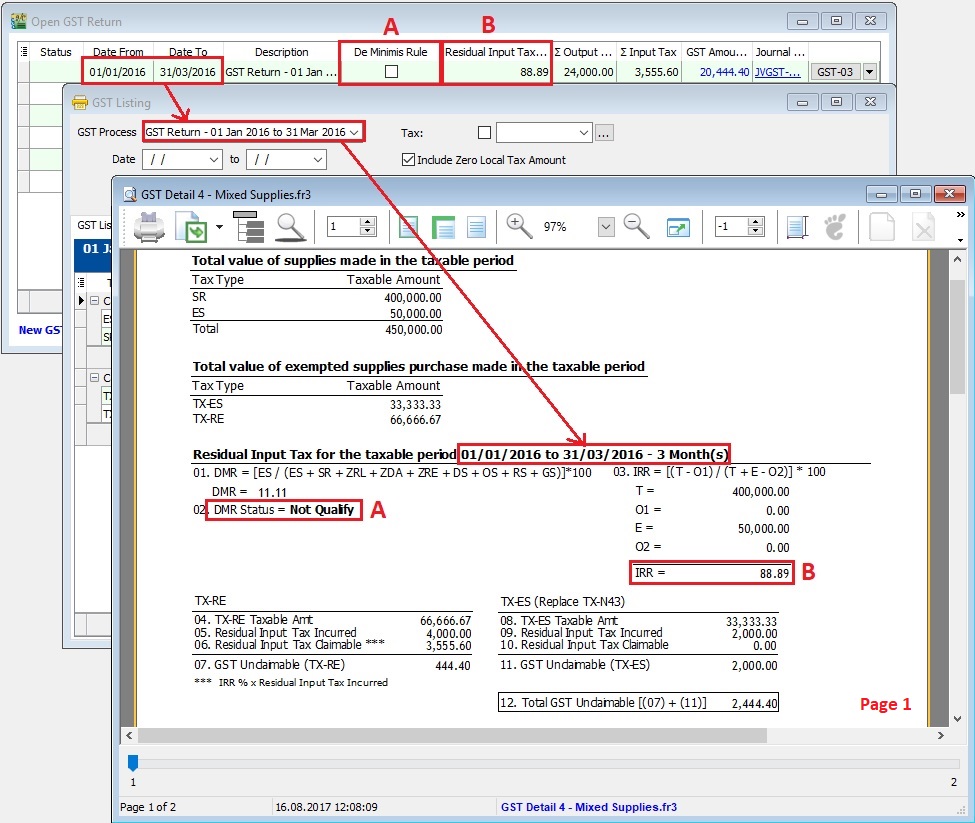 Open GST Return
A B
Status Date From Date To Description De Minimis Rule Residual Input Tax... Σ Output ... Σ Input Tax GST Amou... Journal ...
01/01/2016 31/03/2016 GST Return - 01 Jan ... 88.89 24,000.00 3,555.60 20,444.40 JVGST-... GST-03
GST Listing
GST Process GST Return - 01 Jan 2016 to 31 Mar 2016 Tax: ...
Date / / to / / Include Zero Local Tax Amount
GST Detail 4 - Mixed Supplies.fr3
1 97% -1
GST Lis
01 Ja
New GS
Total value of supplies made in the taxable period
Tax Type Taxable Amount
SR 400,000.00
ES 50,000.00
Total 450,000.00
Total value of exempted supplies purchase made in the taxable period
Tax Type Taxable Amount
TX-ES 33,333.33
TX-RE 66,666.67
Residual Input Tax for the taxable period 01/01/2016 to 31/03/2016 - 3 Month(s)
01. DMR = [ES / (ES + SR + ZRL + ZDA + ZRE + DS + OS + RS + GS)]*100 03. IRR = [(T - O1) / (T + E - O2)] * 100
DMR = 11.11 T = 400,000.00
02. DMR Status = Not Qualify A O1 = 0.00
E = 50,000.00
O2 = 0.00
IRR = 88.89 B
TX-RE TX-ES (Replace TX-N43)
04. TX-RE Taxable Amt 66,666.67 08. TX-ES Taxable Amt 33,333.33
05. Residual Input Tax Incurred 4,000.00 09. Residual Input Tax Incurred 2,000.00
06. Residual Input Tax Claimable *** 3,555.60 10. Residual Input Tax Claimable 0.00
07. GST Unclaimable (TX-RE) 444.40 11. GST Unclaimable (TX-ES) 2,000.00
*** IRR % x Residual Input Tax Incurred
12. Total GST Unclaimable [(07) + (11)] 2,444.40
Page 1
1 2
Page 1 of 2 16.08.2017 12:08:09 GST Detail 4 - Mixed Supplies.fr3